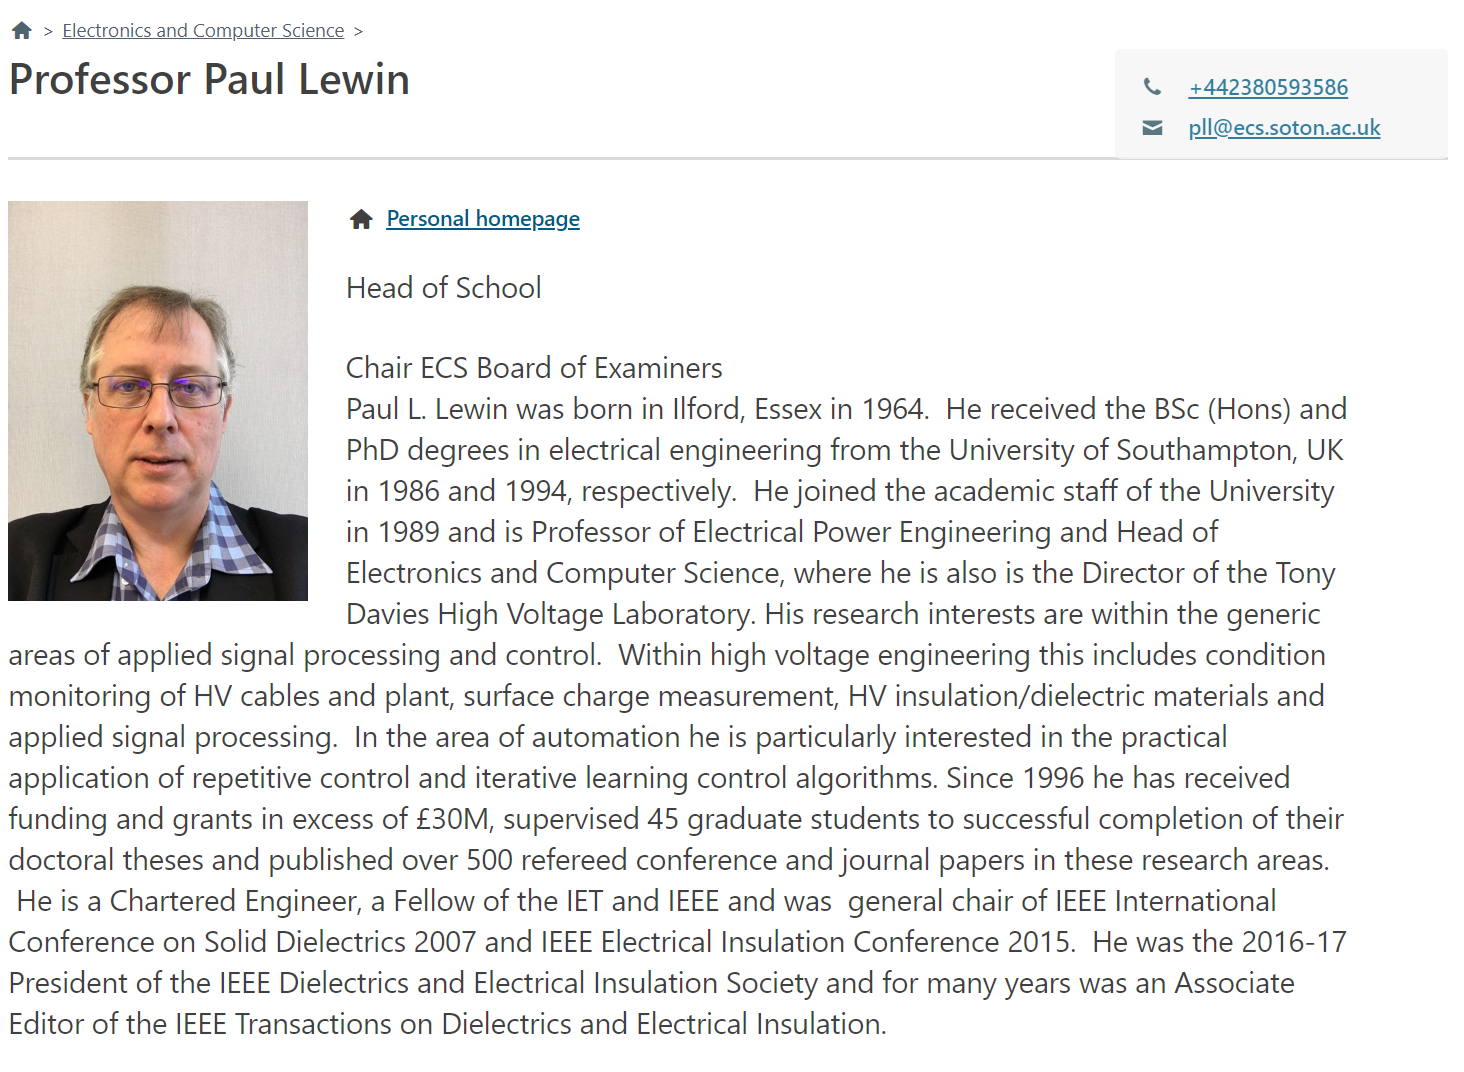 > Electronics and Computer Science >
Professor Paul Lewin
+442380593586
pll@ecs.soton.ac.uk
Personal homepage
Head of School
Chair ECS Board of Examiners
Paul L. Lewin was born in Ilford, Essex in 1964.  He received the BSc (Hons) and
PhD degrees in electrical engineering from the University of Southampton, UK
in 1986 and 1994, respectively.  He joined the academic staff of the University
in 1989 and is Professor of Electrical Power Engineering and Head of
Electronics and Computer Science, where he is also is the Director of the Tony
Davies High Voltage Laboratory. His research interests are within the generic
areas of applied signal processing and control.  Within high voltage engineering this includes condition
monitoring of HV cables and plant, surface charge measurement, HV insulation/dielectric materials and
applied signal processing.  In the area of automation he is particularly interested in the practical
application of repetitive control and iterative learning control algorithms. Since 1996 he has received
funding and grants in excess of £30M, supervised 45 graduate students to successful completion of their
doctoral theses and published over 500 refereed conference and journal papers in these research areas.
He is a Chartered Engineer, a Fellow of the IET and IEEE and was  general chair of IEEE International
Conference on Solid Dielectrics 2007 and IEEE Electrical Insulation Conference 2015.  He was the 2016-17
President of the IEEE Dielectrics and Electrical Insulation Society and for many years was an Associate
Editor of the IEEE Transactions on Dielectrics and Electrical Insulation.